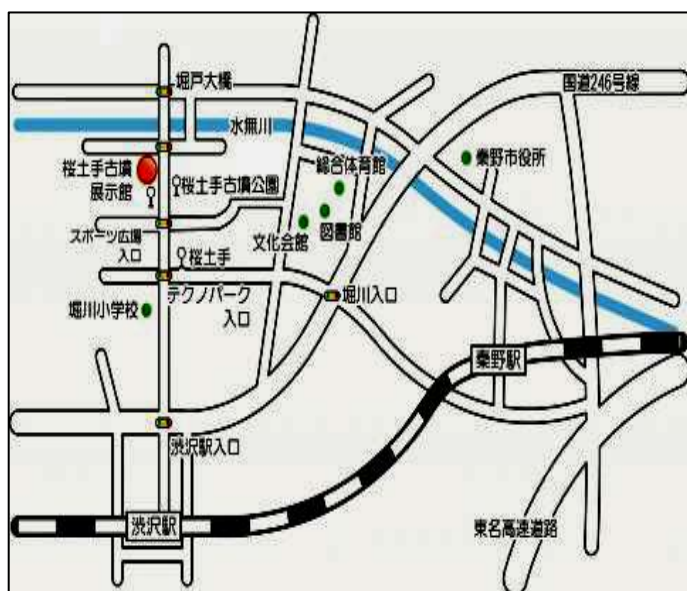 堀戸大橋
国道246号線
水無川
総合体育館
秦野市役所
桜土手古墳
展示館
桜土手古墳公園
スポーツ広場
入口
文化会館
図書館
桜土手
テクノパーク
入口
堀川入口
堀川小学校
秦野駅
渋沢駅入口
渋沢駅
東名高速道路